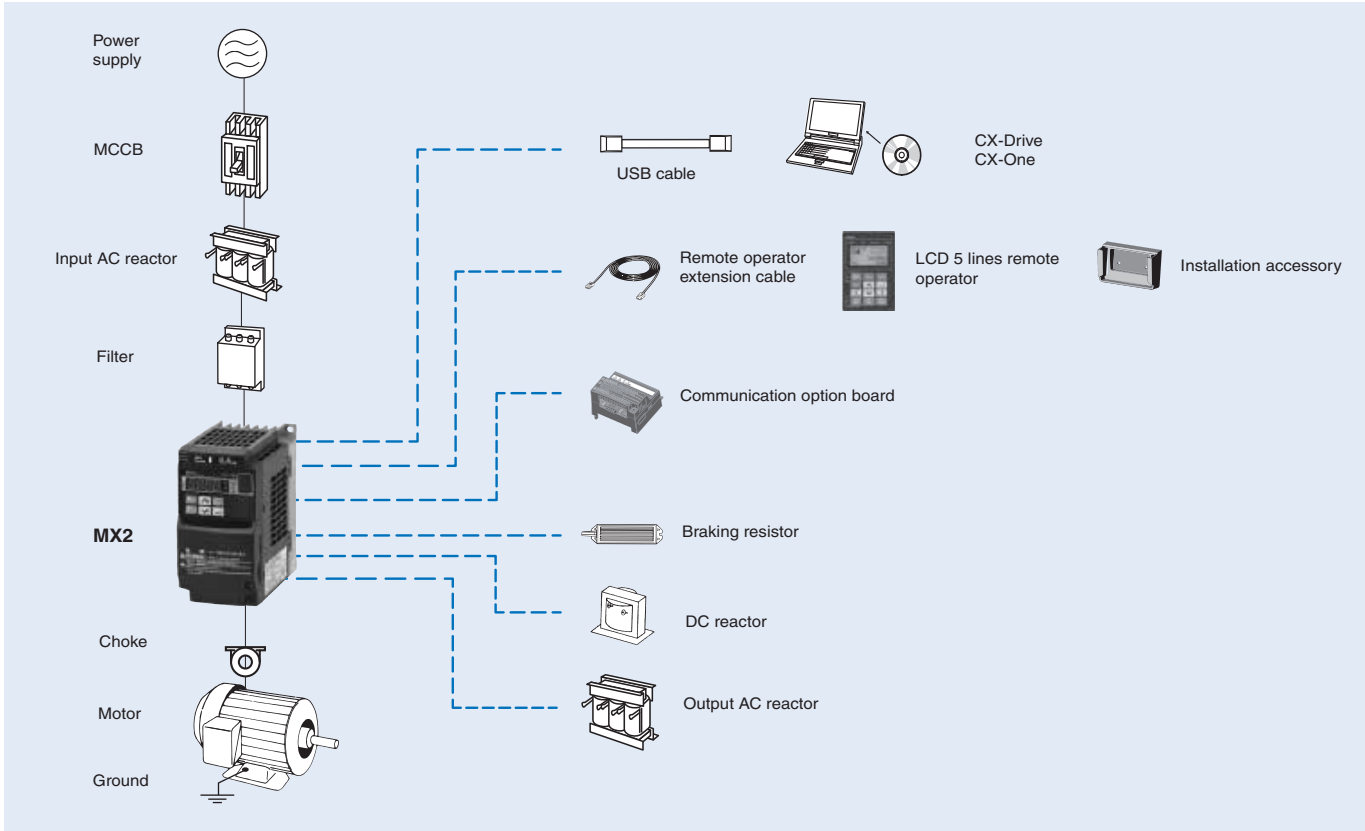 Power
supply
MCCB
Input AC reactor
Filter
MX2
Choke
Motor
Ground
USB cable
CX-Drive
CX-One
Remote operator
extension cable
LCD 5 lines remote
operator
Installation accessory
Communication option board
Braking resistor
DC reactor
Output AC reactor